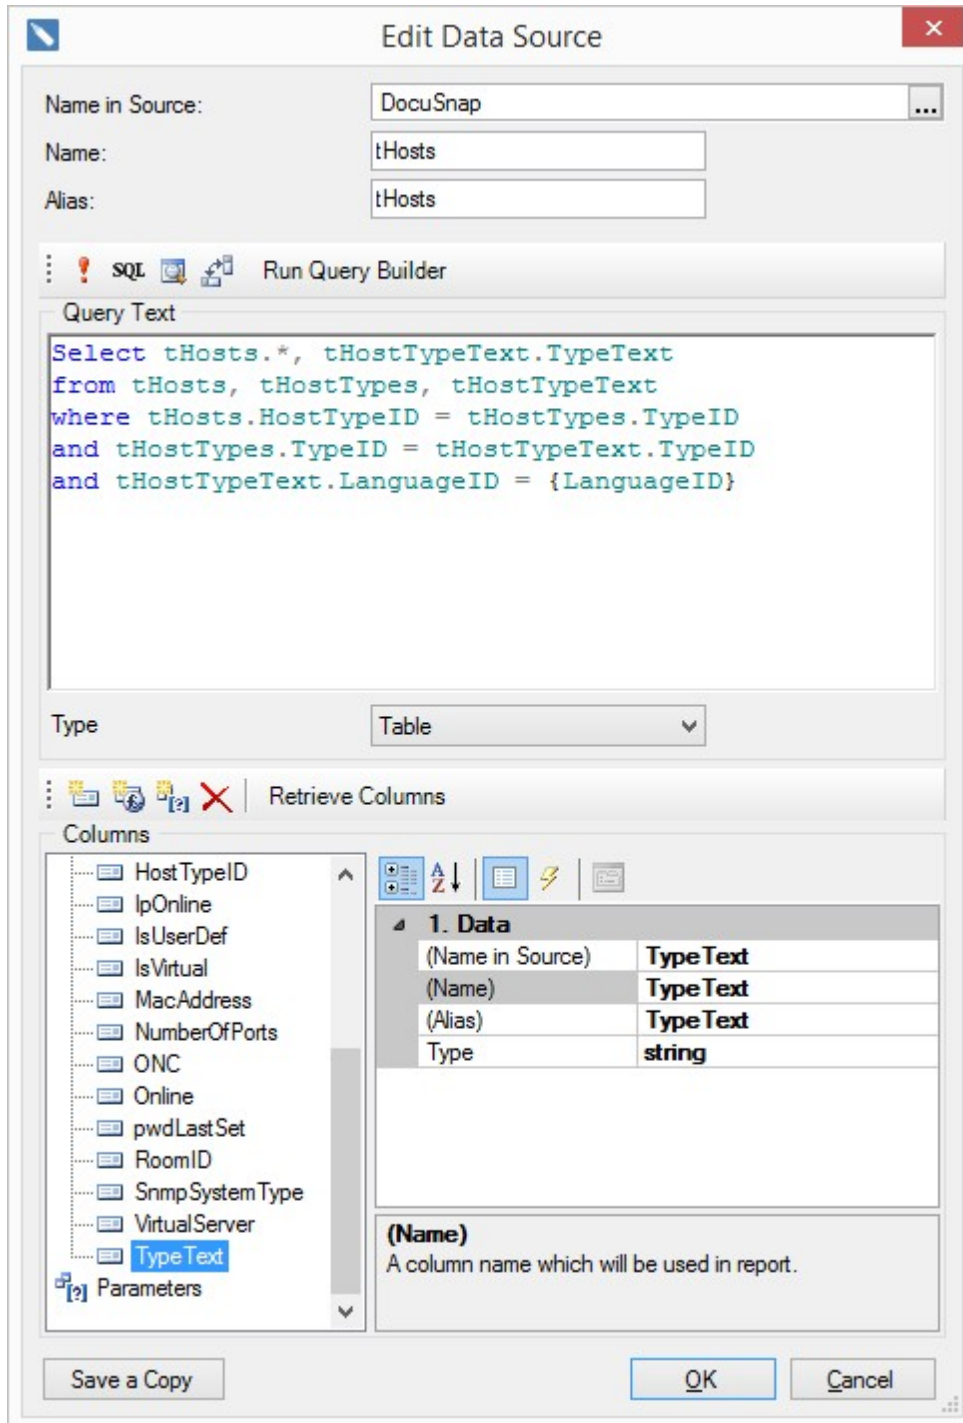 Edit Data Source
Name in Source: DocuSnap ...
Name: tHosts
Alias: tHosts
SQL Run Query Builder
Query Text
Select tHosts.*, tHostTypeText.TypeText
from tHosts, tHostTypes, tHostTypeText
where tHosts.HostTypeID = tHostTypes.TypeID
and tHostTypes.TypeID = tHostTypeText.TypeID
and tHostTypeText.LanguageID = {LanguageID}
Type Table
Retrieve Columns
Columns
HostTypeID
IpOnline
IsUserDef
IsVirtual
MacAddress
NumberOfPorts
ONC
Online
pwdLastSet
RoomID
SnmpSystemType
VirtualServer
TypeText
Parameters
1. Data
(Name in Source) TypeText
(Name) TypeText
(Alias) TypeText
Type string
(Name)
A column name which will be used in report.
Save a Copy OK Cancel